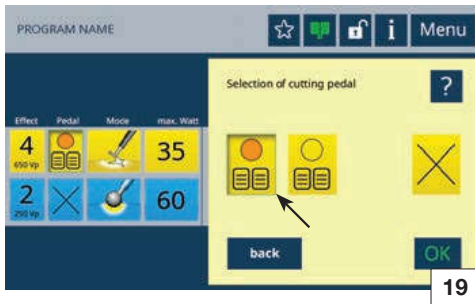 PROGRAM NAME
i
Menu
Selection of cutting pedal
?
Effect Pedal Mode max. Watt
4
650 Vp
35
2
250 Vp
60
back
OK
19